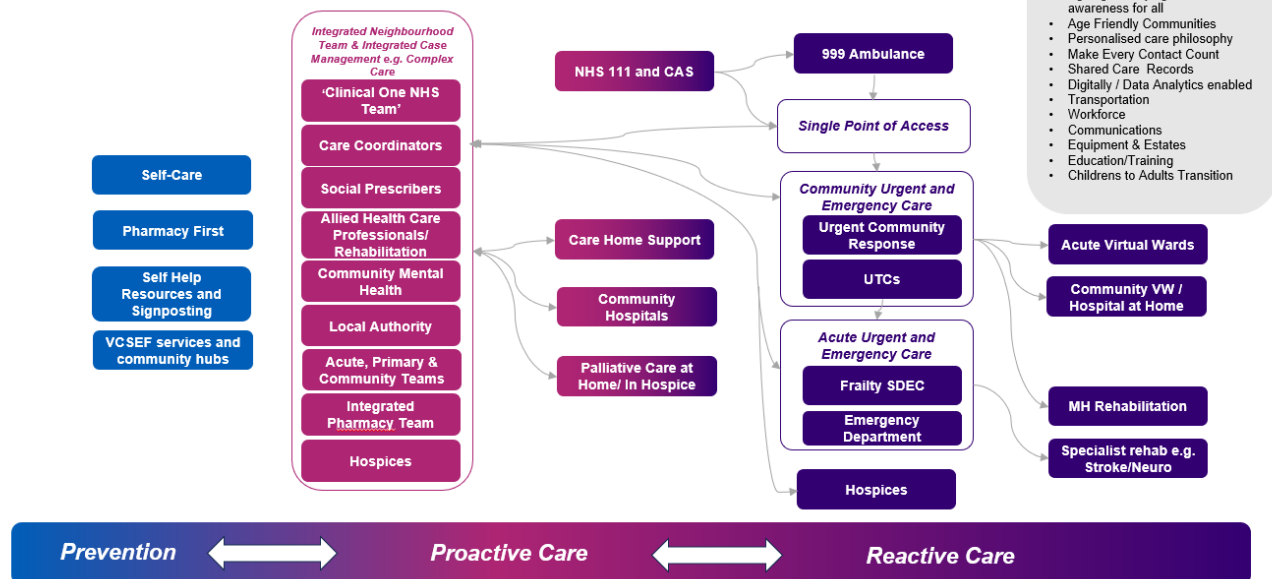 awareness for all
• Age Friendly Communities
• Personalised care philosophy
• Make Every Contact Count
• Shared Care Records
• Digitally / Data Analytics enabled
• Transportation
• Workforce
• Communications
• Equipment & Estates
• Education/Training
• Childrens to Adults Transition
Integrated Neighbourhood
Team & Integrated Case
Management e.g. Complex
Care
‘Clinical One NHS
Team’
Care Coordinators
Social Prescribers
Allied Health Care
Professionals/
Rehabilitation
Community Mental
Health
Local Authority
Acute, Primary &
Community Teams
Integrated
Pharmacy Team
Hospices
Self-Care
Pharmacy First
Self Help
Resources and
Signposting
VCSEF services and
community hubs
NHS 111 and CAS
Care Home Support
Community
Hospitals
Palliative Care at
Home/ In Hospice
999 Ambulance
Single Point of Access
Community Urgent and
Emergency Care
Urgent Community
Response
UTCs
Acute Urgent and
Emergency Care
Frailty SDEC
Emergency
Department
Hospices
Acute Virtual Wards
Community VW /
Hospital at Home
MH Rehabilitation
Specialist rehab e.g.
Stroke/Neuro
Prevention
Proactive Care
Reactive Care